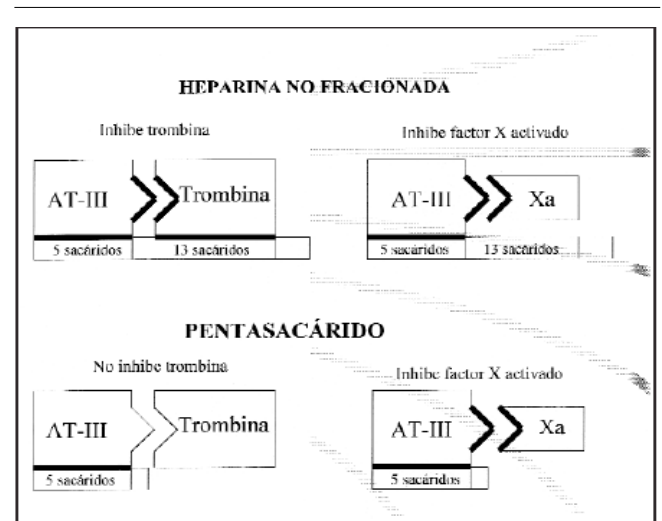 HEPARINA NO FRACIONADA
Inhibe trombina
Inhibe factor X activado
AT-III
Trombina
AT-III
Xa
5 sacáridos
13 sacáridos
5 sacáridos
13 sacáridos
PENTASACÁRIDO
No inhibe trombina
Inhibe factor X activado
AT-III
Trombina
AT-III
Xa
5 sacáridos
5 sacáridos